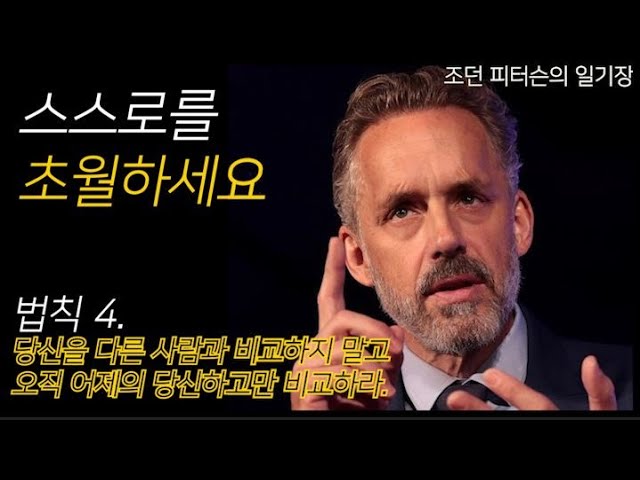 조던 피터슨의 일기장
스스로를
초월하세요
법칙 4.
당신을 다른 사람과 비교하지 말고
오직 어제의 당신하고만 비교하라.